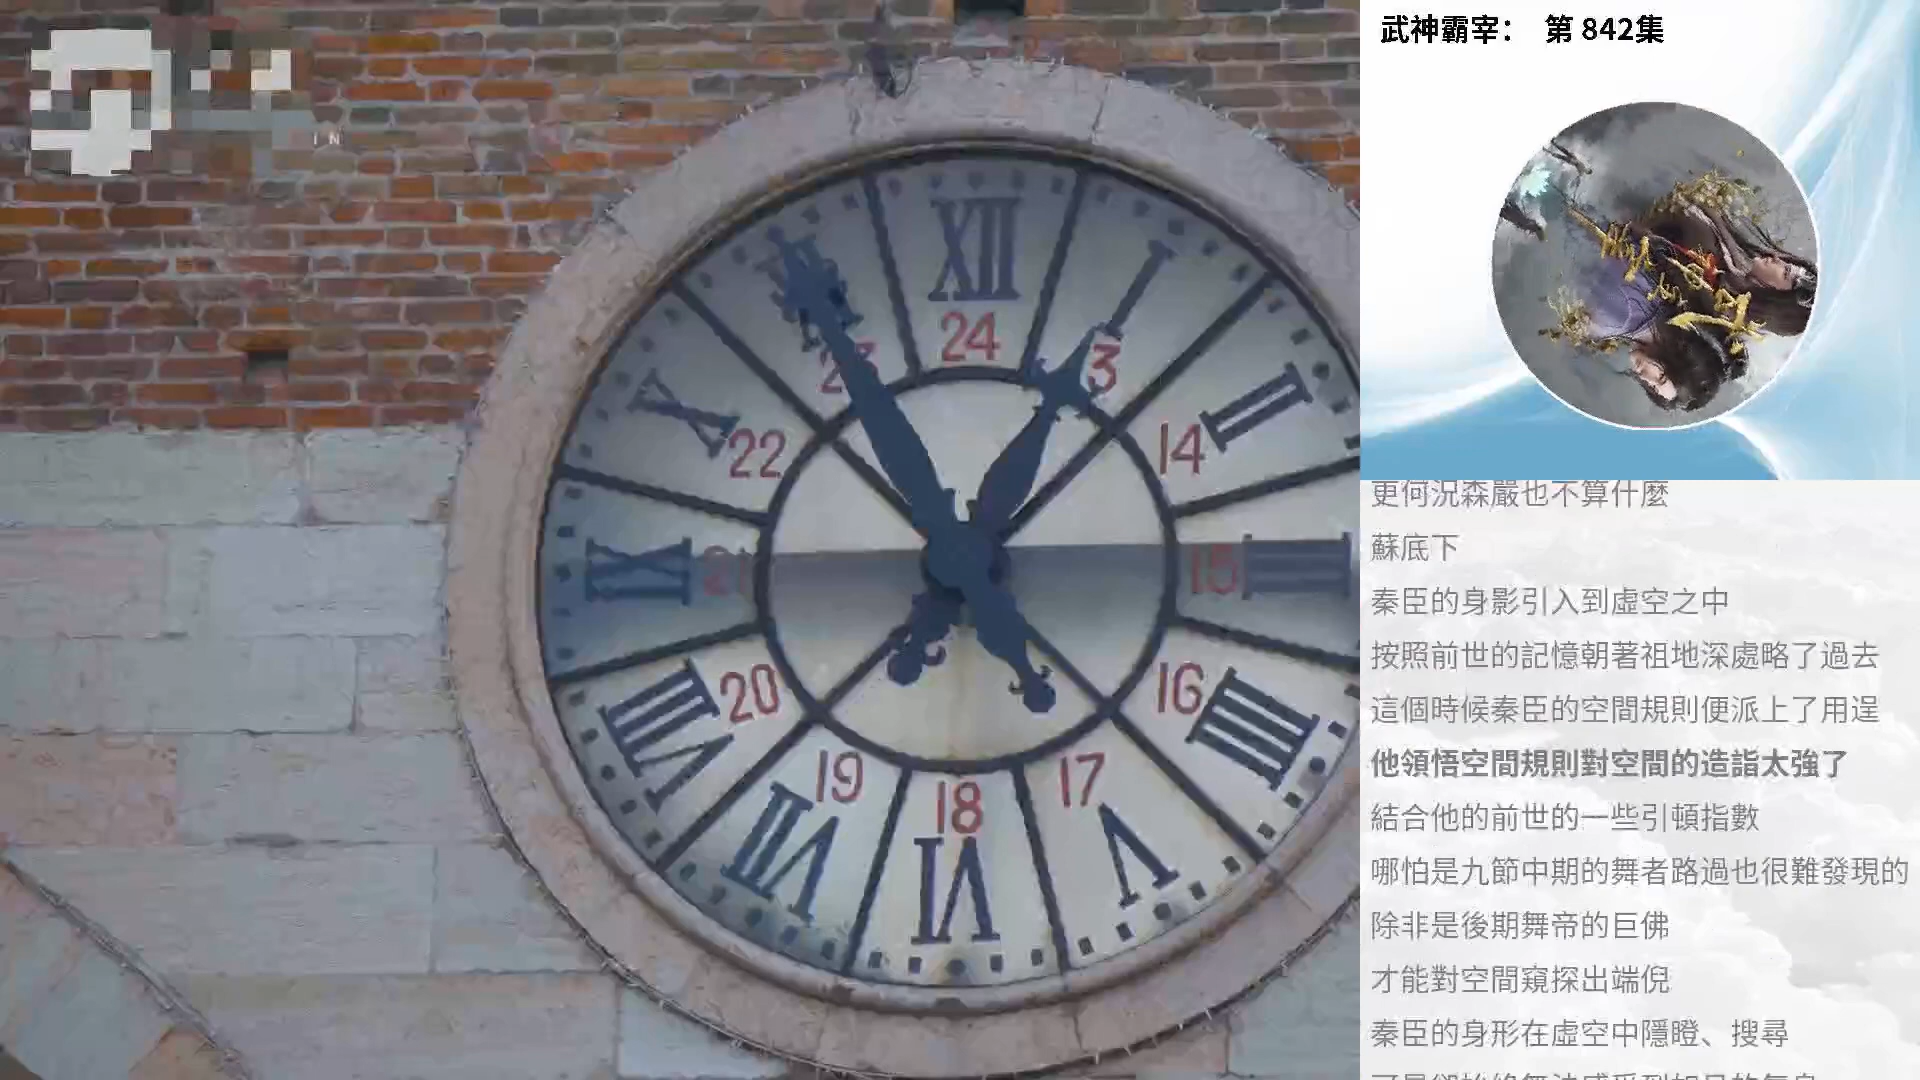 武神霸宰： 第 842集
IN
XII
24
I
3
II
14
15
III
16
IIII
17
V
18
VI
19
VII
20
VIII
21
IX
22
X
23
更何況森嚴也不算什麼
蘇底下
秦臣的身影引入到虛空之中
按照前世的記憶朝著祖地深處略了過去
這個時候秦臣的空間規則便派上了用逞
他領悟空間規則對空間的造詣太強了
結合他的前世的一些引頓指數
哪怕是九節中期的舞者路過也很難發現的
除非是後期舞帝的巨佛
才能對空間窺探出端倪
秦臣的身形在虛空中隱瞪、搜尋